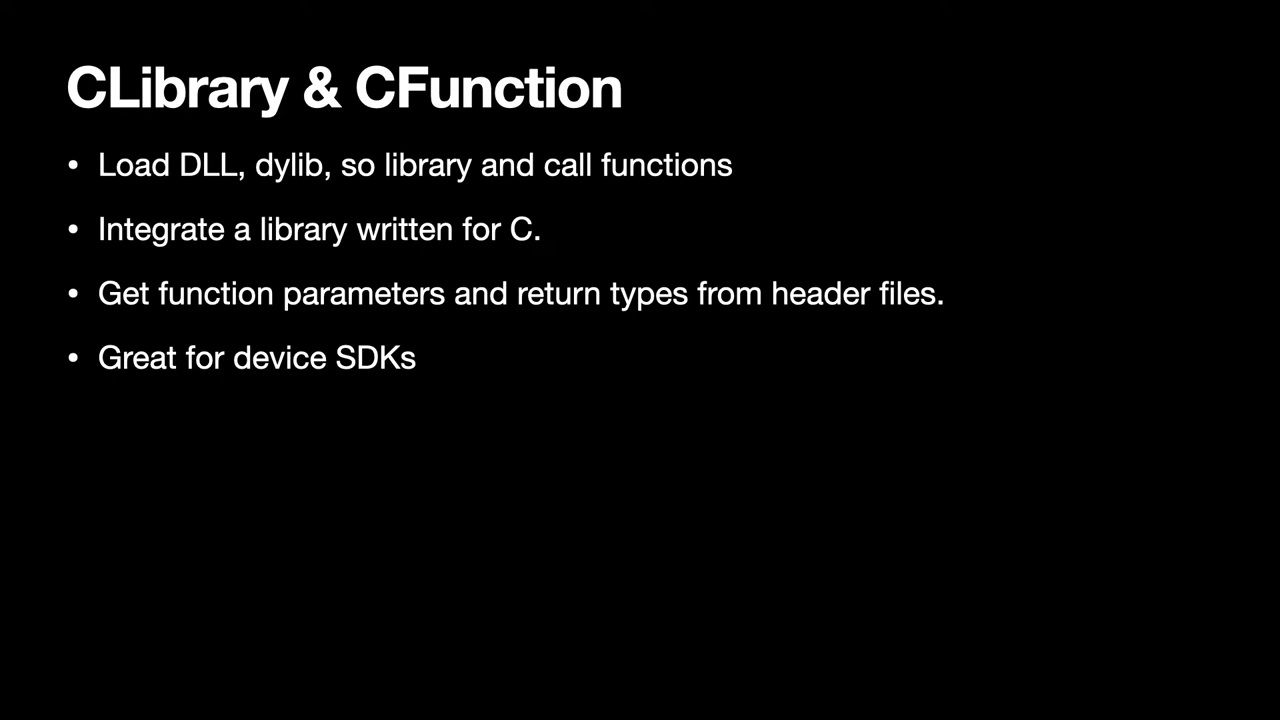 CLibrary & CFunction
• Load DLL, dylib, so library and call functions
• Integrate a library written for C.
• Get function parameters and return types from header files.
• Great for device SDKs